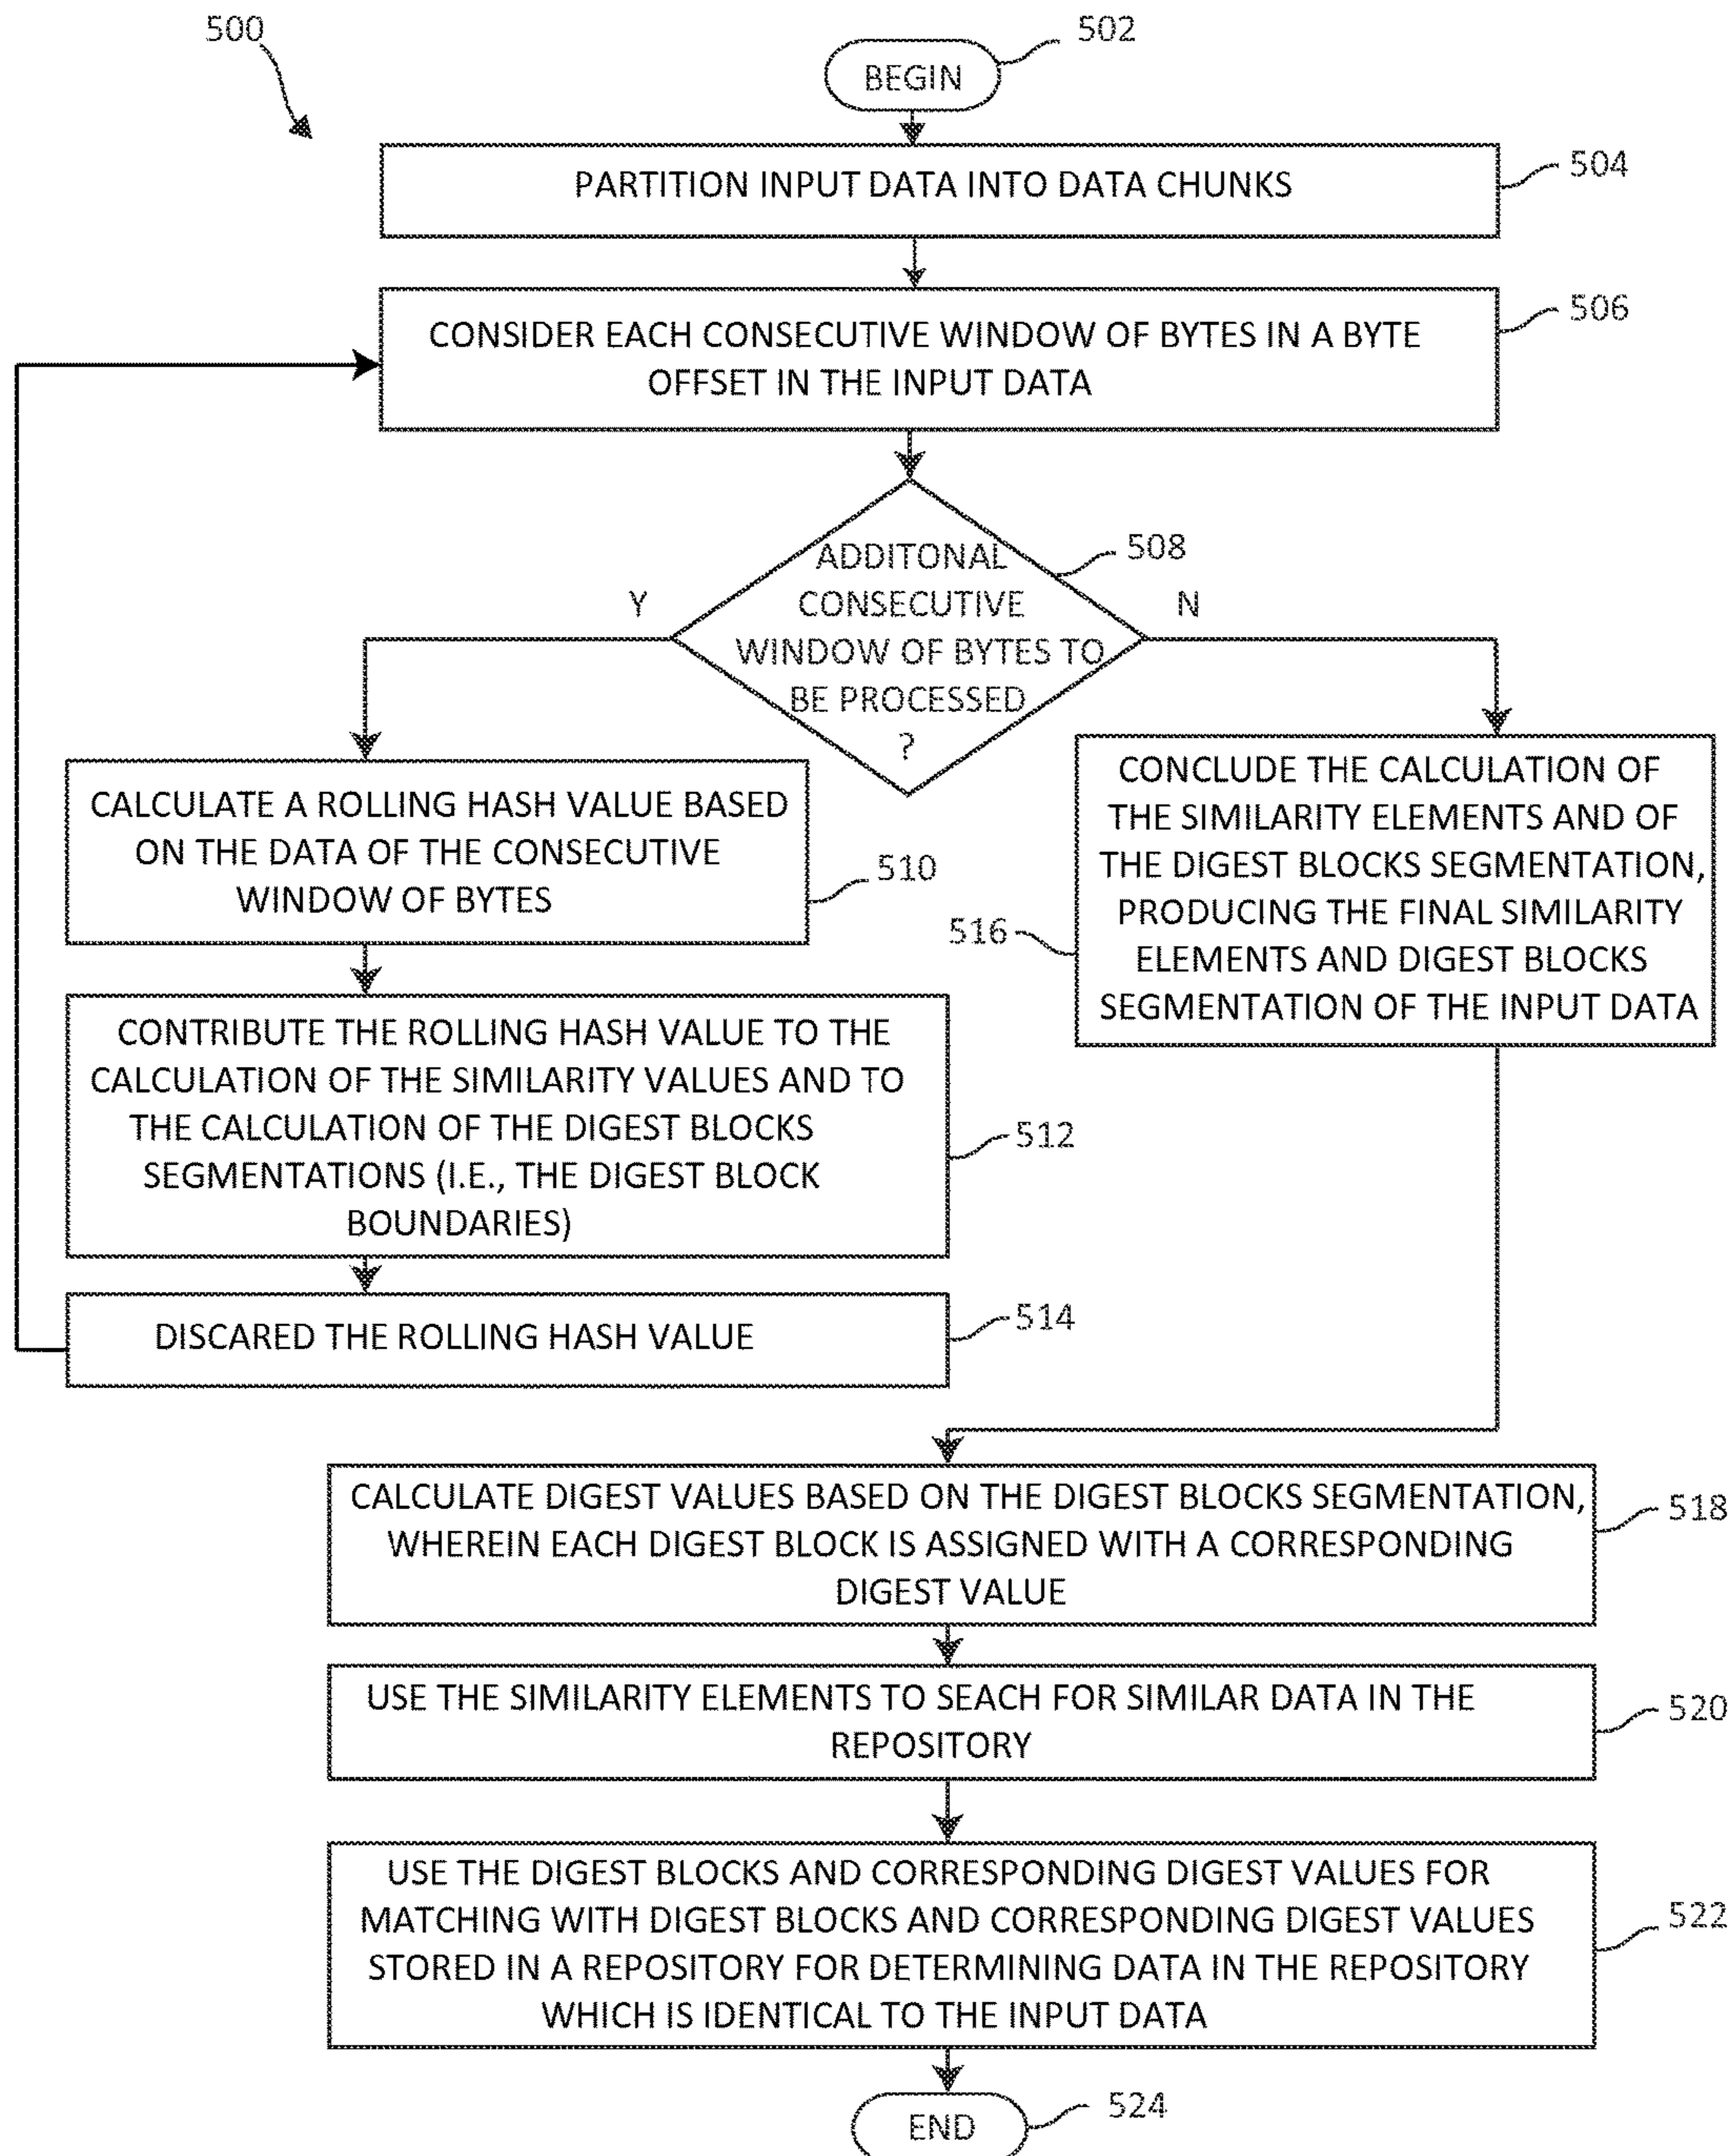 500
502
BEGIN
PARTITION INPUT DATA INTO DATA CHUNKS
504
CONSIDER EACH CONSECUTIVE WINDOW OF BYTES IN A BYTE
OFFSET IN THE INPUT DATA
506
ADDITONAL
CONSECUTIVE
WINDOW OF BYTES TO
BE PROCESSED
?
508
Y
N
CALCULATE A ROLLING HASH VALUE BASED
ON THE DATA OF THE CONSECUTIVE
WINDOW OF BYTES
510
CONTRIBUTE THE ROLLING HASH VALUE TO THE
CALCULATION OF THE SIMILARITY VALUES AND TO
THE CALCULATION OF THE DIGEST BLOCKS
SEGMENTATIONS (I.E., THE DIGEST BLOCK
BOUNDARIES)
512
DISCARED THE ROLLING HASH VALUE
514
CONCLUDE THE CALCULATION OF
THE SIMILARITY ELEMENTS AND OF
THE DIGEST BLOCKS SEGMENTATION,
PRODUCING THE FINAL SIMILARITY
ELEMENTS AND DIGEST BLOCKS
SEGMENTATION OF THE INPUT DATA
516
CALCULATE DIGEST VALUES BASED ON THE DIGEST BLOCKS SEGMENTATION,
WHEREIN EACH DIGEST BLOCK IS ASSIGNED WITH A CORRESPONDING
DIGEST VALUE
518
USE THE SIMILARITY ELEMENTS TO SEACH FOR SIMILAR DATA IN THE
REPOSITORY
520
USE THE DIGEST BLOCKS AND CORRESPONDING DIGEST VALUES FOR
MATCHING WITH DIGEST BLOCKS AND CORRESPONDING DIGEST VALUES
STORED IN A REPOSITORY FOR DETERMINING DATA IN THE REPOSITORY
WHICH IS IDENTICAL TO THE INPUT DATA
522
END
524